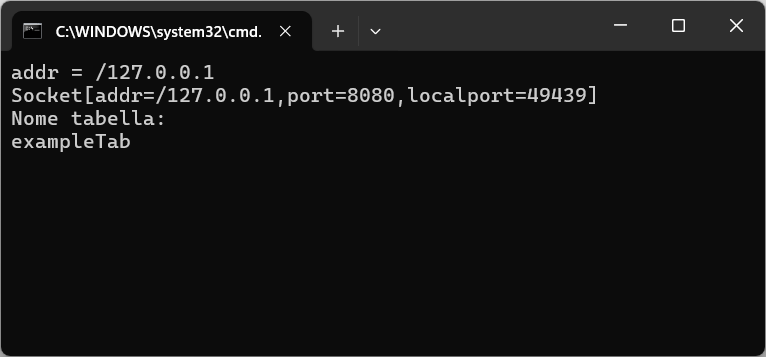 C:\WINDOWS\system32\cmd.
addr = /127.0.0.1
Socket[addr=/127.0.0.1,port=8080,localport=49439]
Nome tabella:
exampleTab